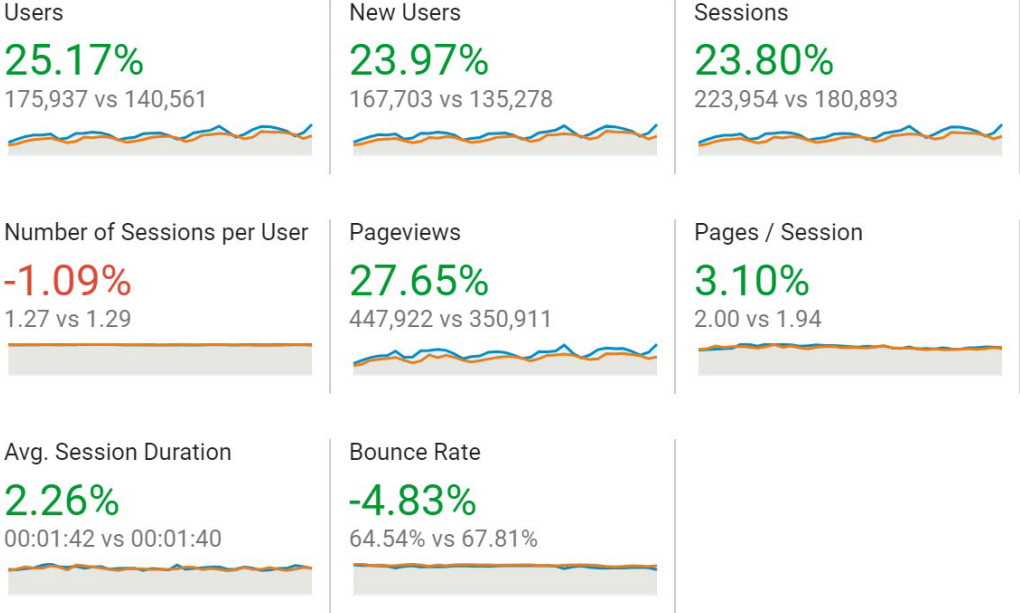 Users
25.17%
175,937 vs 140,561
New Users
23.97%
167,703 vs 135,278
Sessions
23.80%
223,954 vs 180,893
Number of Sessions per User
-1.09%
1.27 vs 1.29
Pageviews
27.65%
447,922 vs 350,911
Pages / Session
3.10%
2.00 vs 1.94
Avg. Session Duration
2.26%
00:01:42 vs 00:01:40
Bounce Rate
-4.83%
64.54% vs 67.81%